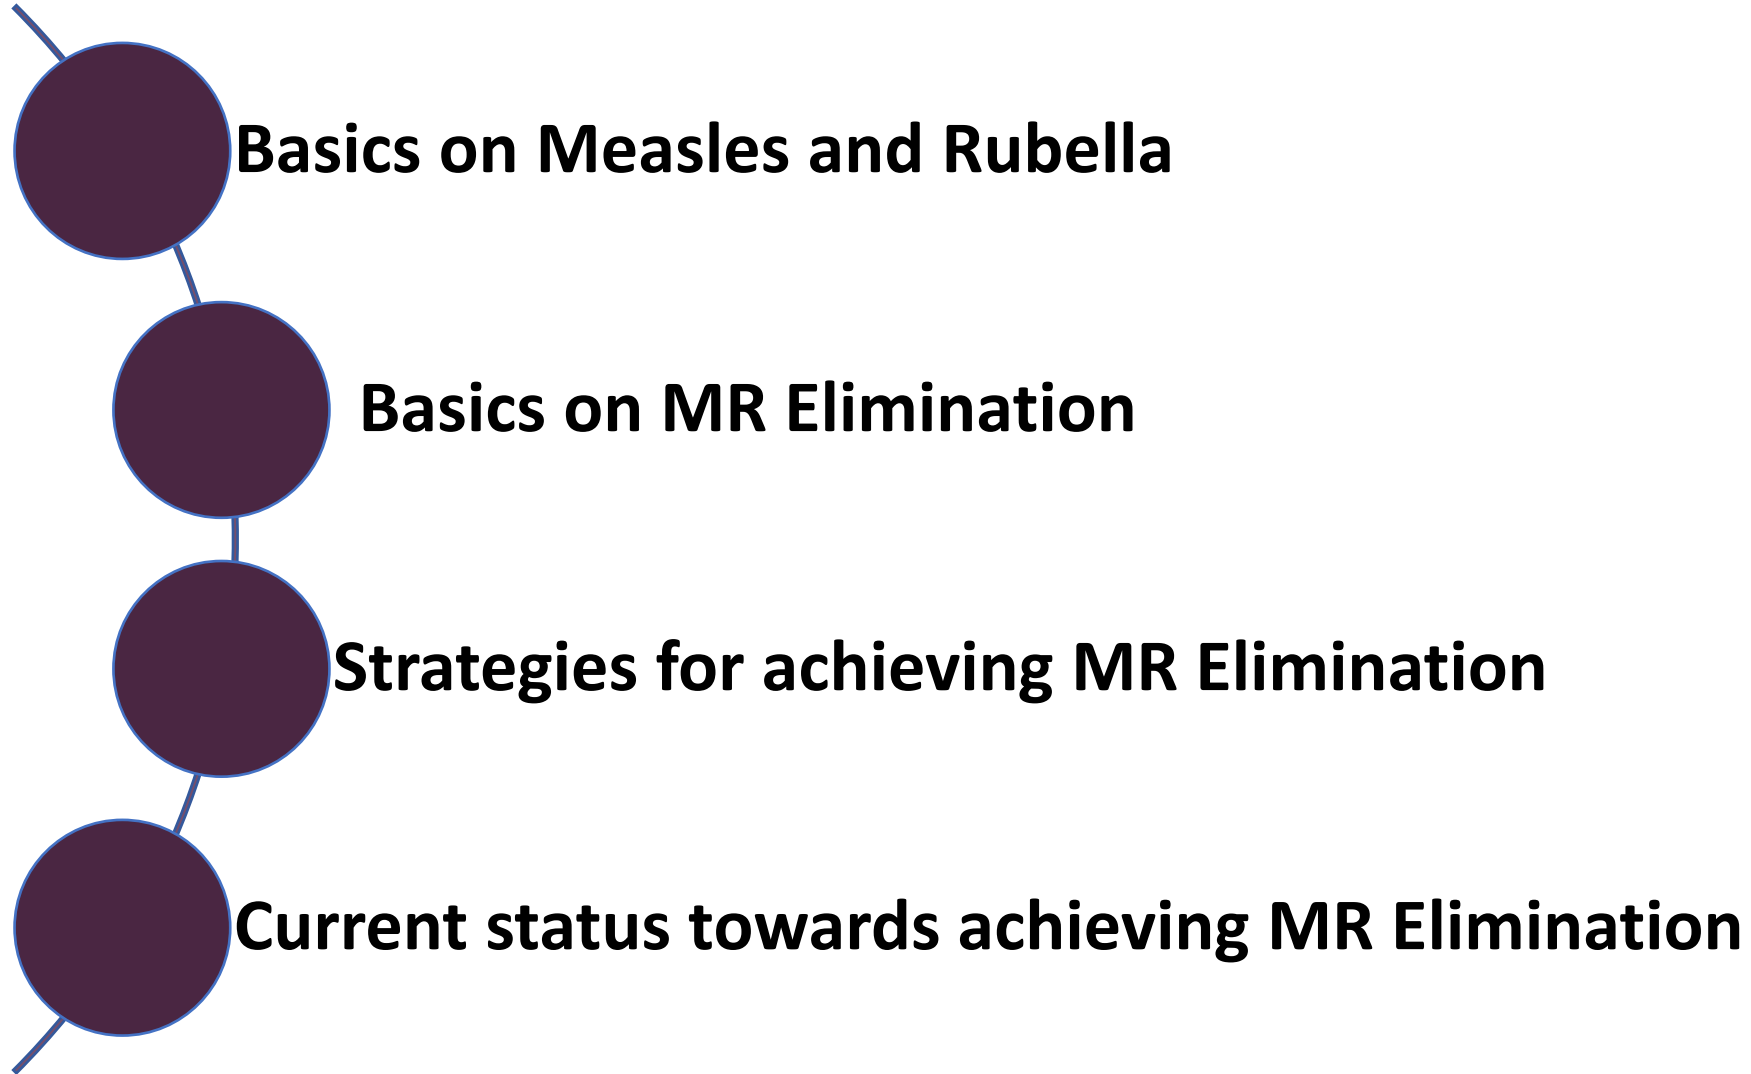 Basics on Measles and Rubella
Basics on MR Elimination
Strategies for achieving MR Elimination
Current status towards achieving MR Elimination